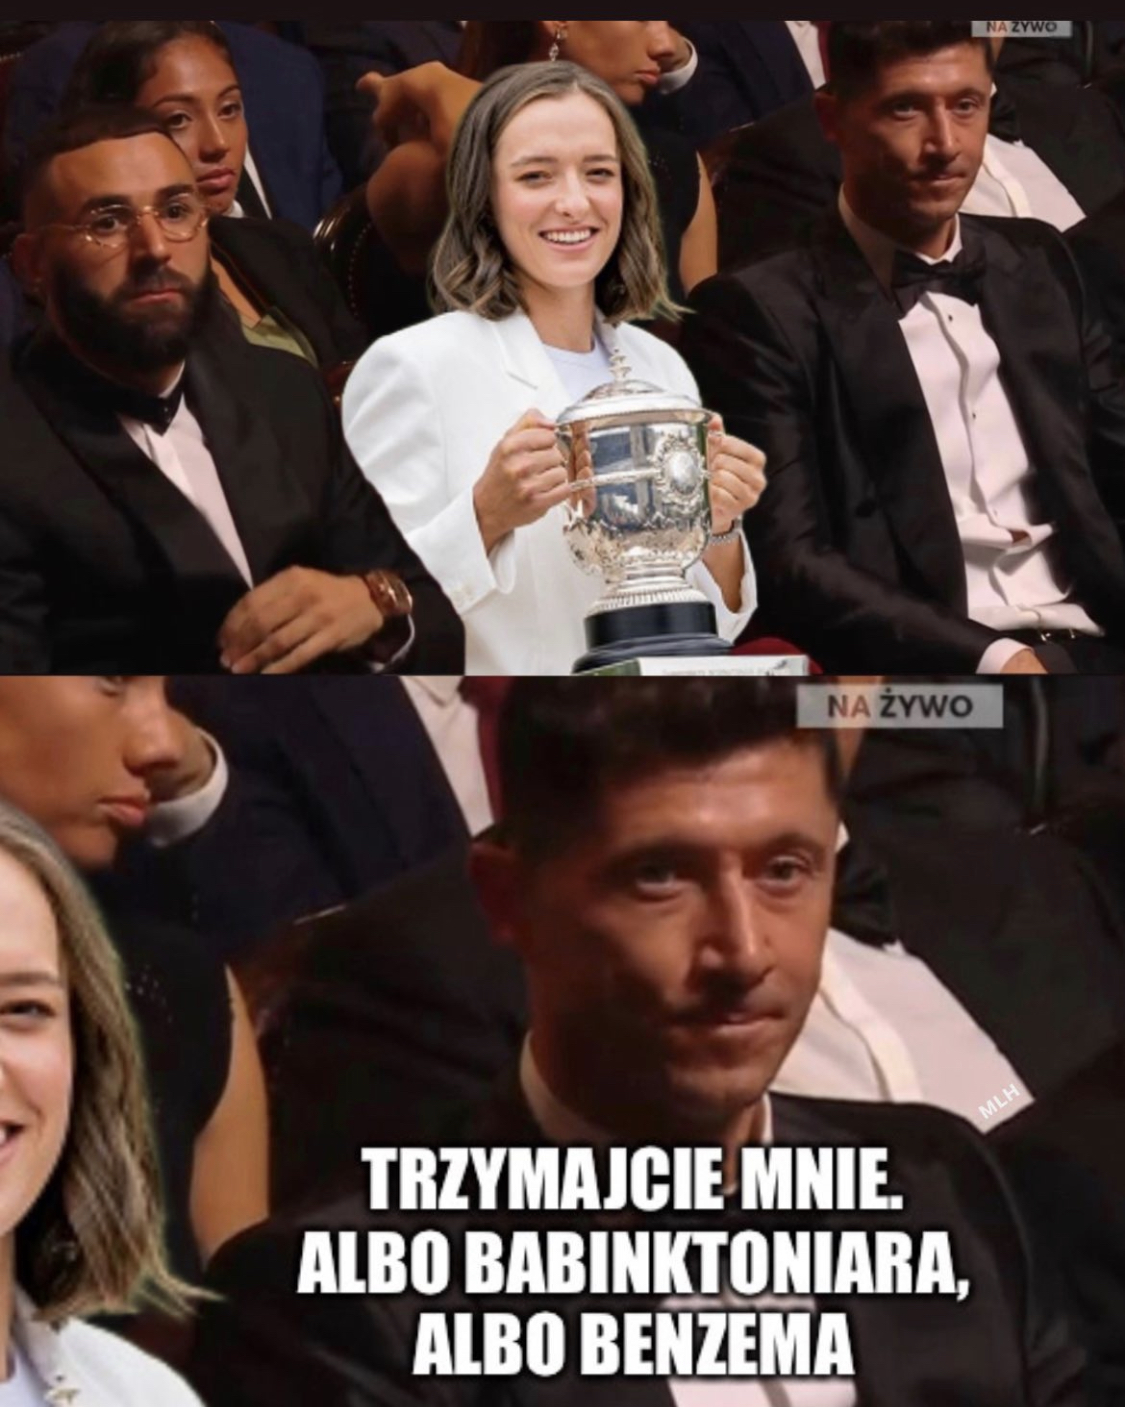 NA ŻYWO
NA ŻYWO
MLH
TRZYMAJCIE MNIE.
ALBO BABINKTONIARA,
ALBO BENZEMA